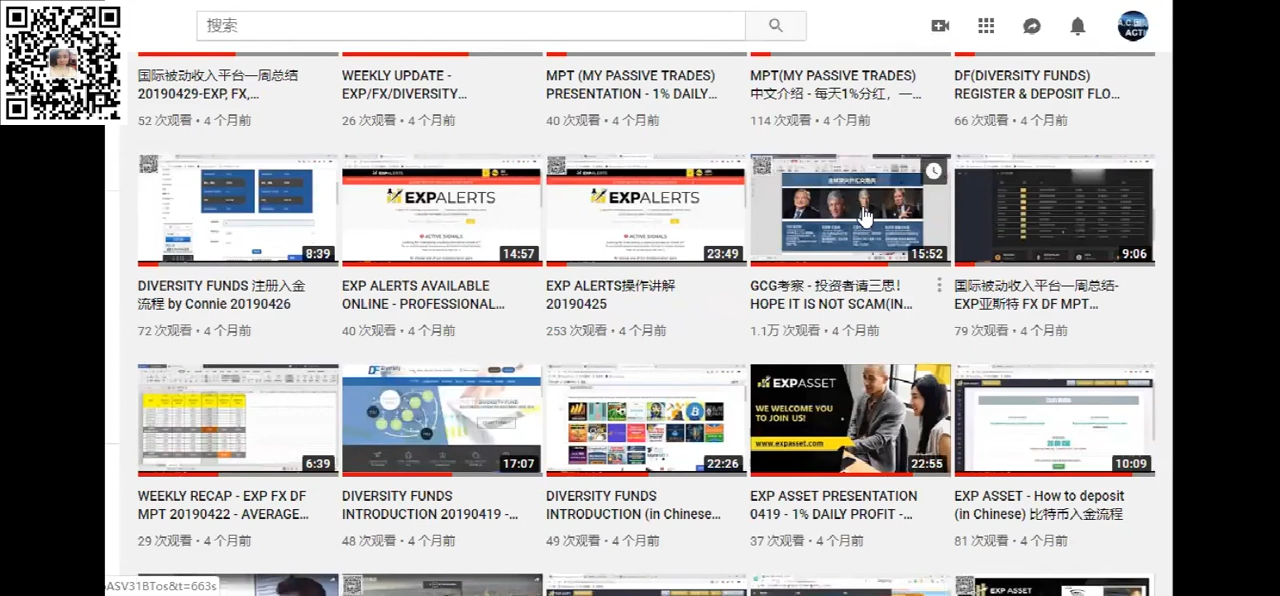 搜索
国际被动收入平台一周总结
20190429-EXP, FX,...
52 次观看 • 4 个月前
WEEKLY UPDATE -
EXP/FX/DIVERSITY...
26 次观看 • 4 个月前
MPT (MY PASSIVE TRADES)
PRESENTATION - 1% DAILY...
40 次观看 • 4 个月前
MPT(MY PASSIVE TRADES)
中文介绍 - 每天1%分红，一...
114 次观看 • 4 个月前
DF(DIVERSITY FUNDS)
REGISTER & DEPOSIT FLO...
66 次观看 • 4 个月前
8:39
EXPALERTS
ACTIVE SIGNALS
14:57
EXPALERTS
ACTIVE SIGNALS
23:49
15:52
9:06
DIVERSITY FUNDS 注册入金
流程 by Connie 20190426
72 次观看 • 4 个月前
EXP ALERTS AVAILABLE
ONLINE - PROFESSIONAL...
40 次观看 • 4 个月前
EXP ALERTS操作讲解
20190425
253 次观看 • 4 个月前
GCG考察 - 投资者请三思！
HOPE IT IS NOT SCAM(IN...
1.1万 次观看 • 4 个月前
国际被动收入平台一周总结-
EXP亚斯特 FX DF MPT...
79 次观看 • 4 个月前
6:39
17:07
22:26
EXPASSET
WE WELCOME YOU
TO JOIN US!
www.expasset.com
22:55
10:09
WEEKLY RECAP - EXP FX DF
MPT 20190422 - AVERAGE...
29 次观看 • 4 个月前
DIVERSITY FUNDS
INTRODUCTION 20190419 -...
48 次观看 • 4 个月前
DIVERSITY FUNDS
INTRODUCTION (in Chinese...
49 次观看 • 4 个月前
EXP ASSET PRESENTATION
0419 - 1% DAILY PROFIT -...
37 次观看 • 4 个月前
EXP ASSET - How to deposit
(in Chinese) 比特币入金流程
81 次观看 • 4 个月前
ASV31BTos&t=663s
EXP ASSET